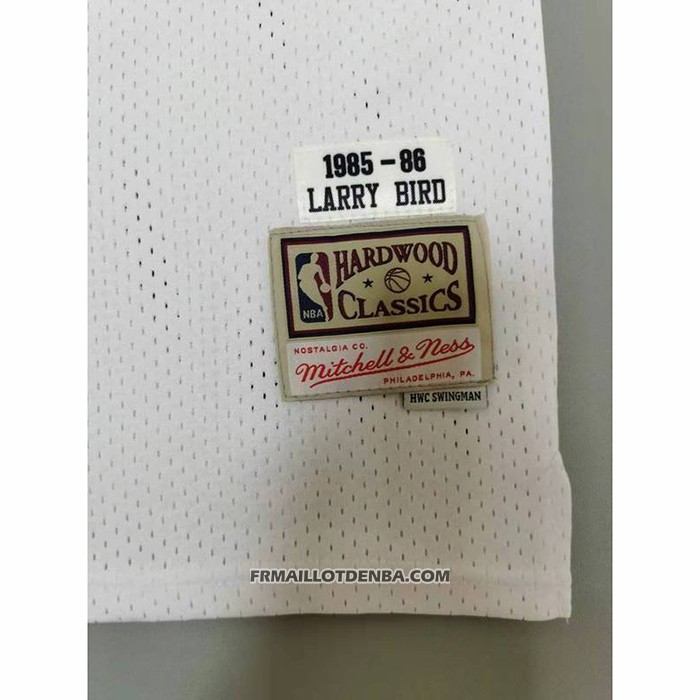 1985 - 86
LARRY BIRD
HARDWOOD
CLASSICS
NBA
NOSTALGIA CO.
Mitchell & Ness
PHILADELPHIA, PA.
HWC SWINGMAN
FRMAILLOTDENBA.COM